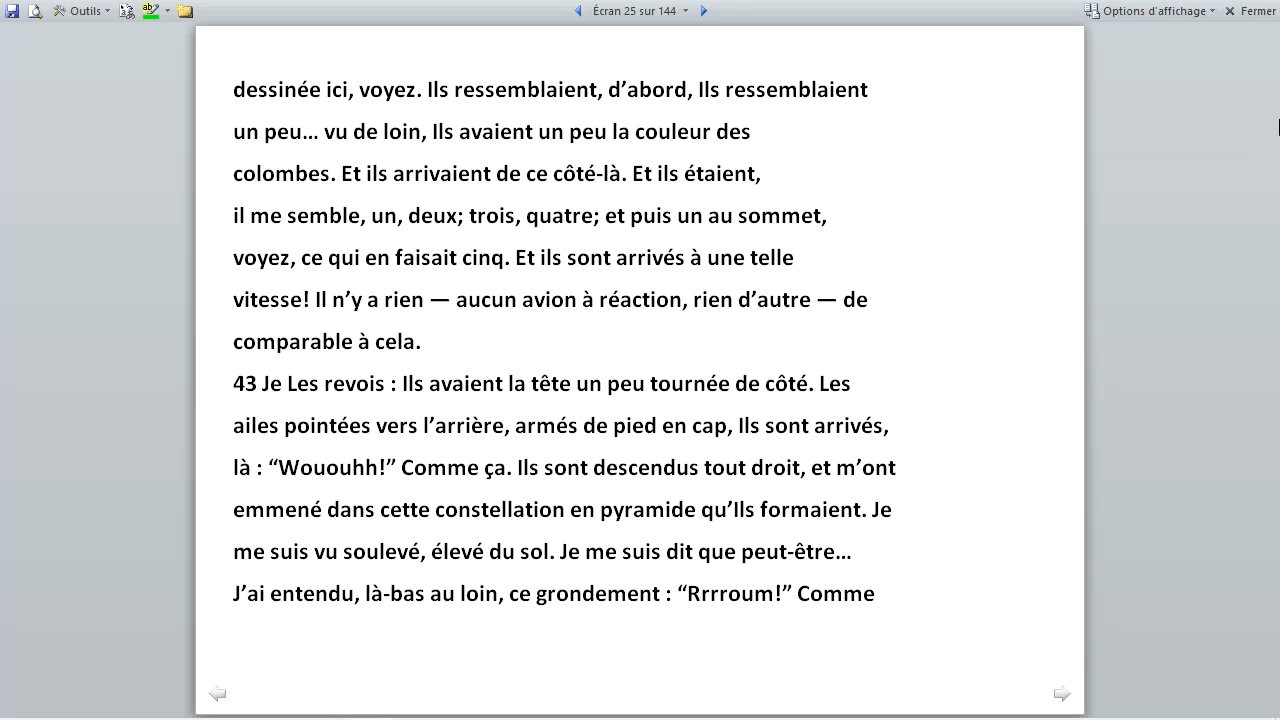 Outils
Écran 25 sur 144
Options d'affichage
Fermer
dessinée ici, voyez. Ils ressemblaient, d’abord, Ils ressemblaient
un peu… vu de loin, Ils avaient un peu la couleur des
colombes. Et ils arrivaient de ce côté-là. Et ils étaient,
il me semble, un, deux; trois, quatre; et puis un au sommet,
voyez, ce qui en faisait cinq. Et ils sont arrivés à une telle
vitesse! Il n’y a rien — aucun avion à réaction, rien d’autre — de
comparable à cela.
43 Je Les revois : Ils avaient la tête un peu tournée de côté. Les
ailes pointées vers l’arrière, armés de pied en cap, Ils sont arrivés,
là : “Wououhh!” Comme ça. Ils sont descendus tout droit, et m’ont
emmené dans cette constellation en pyramide qu’Ils formaient. Je
me suis vu soulevé, élevé du sol. Je me suis dit que peut-être…
J’ai entendu, là-bas au loin, ce grondement : “Rrrroum!” Comme